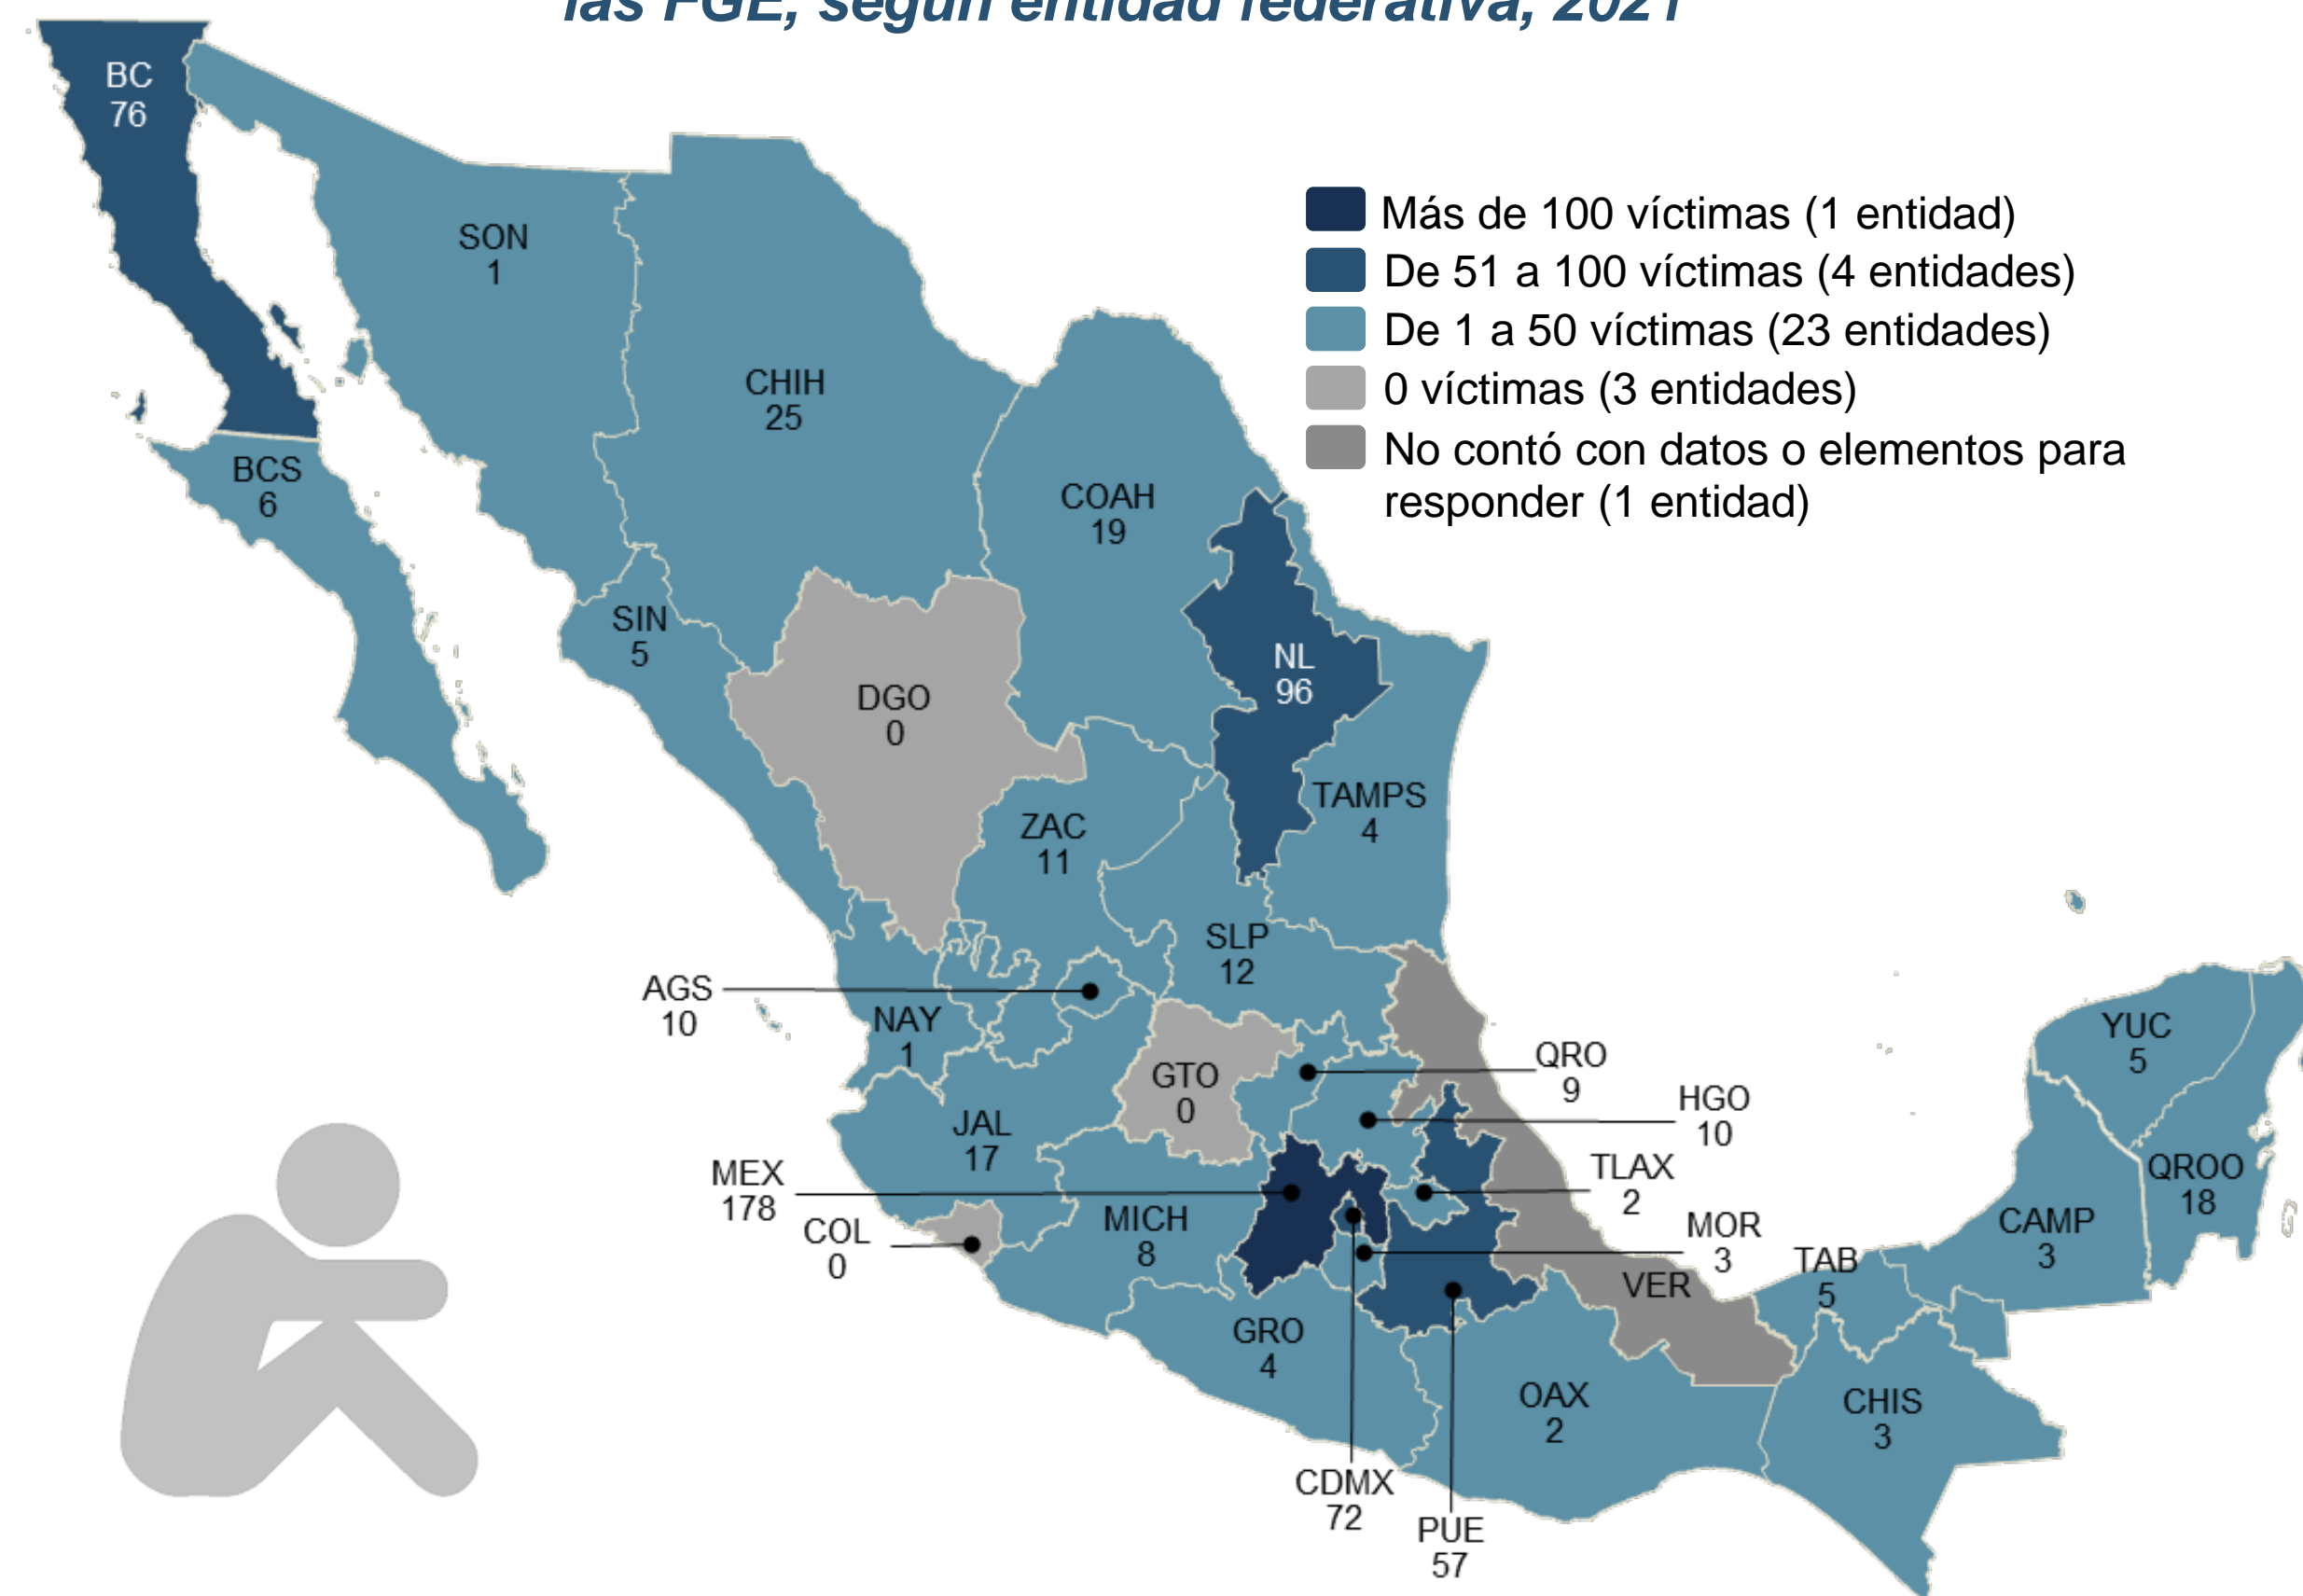 las FGE, según entidad federativa, 2021
BC
76
SON
1
Más de 100 víctimas (1 entidad)
De 51 a 100 víctimas (4 entidades)
De 1 a 50 víctimas (23 entidades)
0 víctimas (3 entidades)
No contó con datos o elementos para
responder (1 entidad)
CHIH
25
BCS
6
COAH
19
SIN
5
NL
96
DGO
0
TAMPS
4
ZAC
11
SLP
12
AGS
10
NAY
1
YUC
5
GTO
0
QRO
9
HGO
10
JAL
17
MEX
178
TLAX
2
QROO
18
COL
0
MICH
8
MOR
3
CAMP
3
TAB
5
VER
GRO
4
OAX
2
CHIS
3
CDMX
72
PUE
57